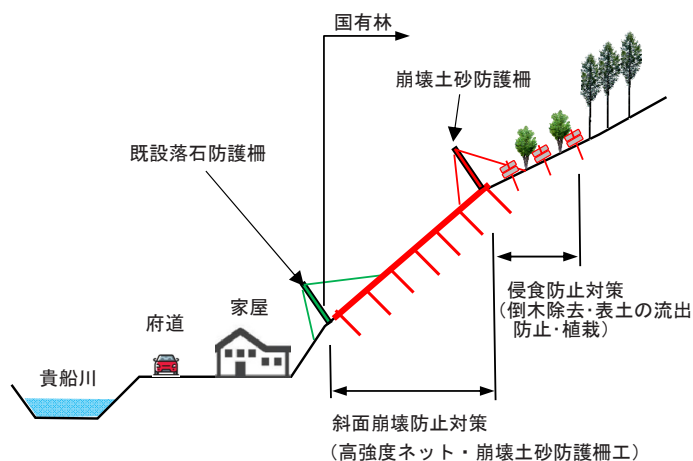 国有林
崩壊土砂防護柵
既設落石防護柵
家屋
府道
貴船川
侵食防止対策
(倒木除去・表土の流出
防止・植栽)
斜面崩壊防止対策
（高強度ネット・崩壊土砂防護柵工）